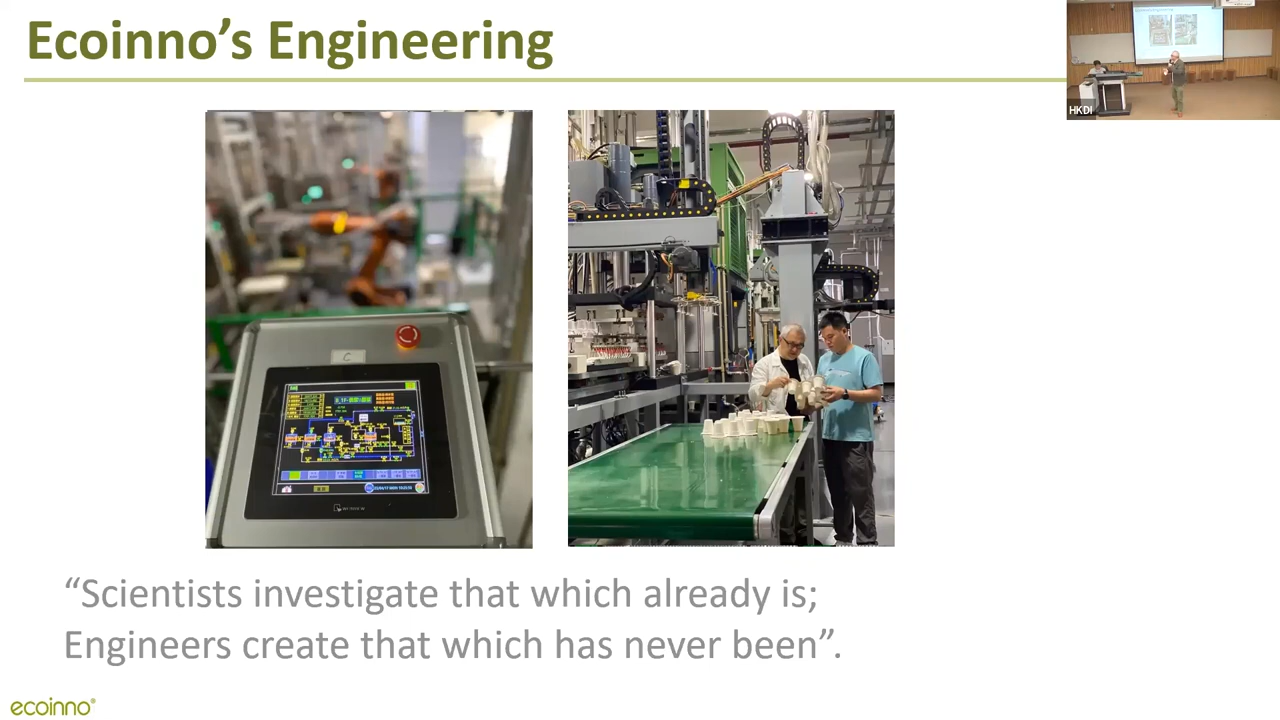 Ecoinno’s Engineering
HKDI
C
“Scientists investigate that which already is;
Engineers create that which has never been”.
ecoinno®